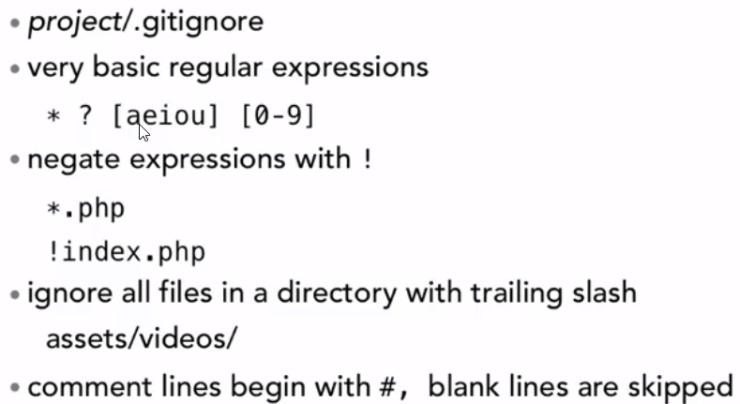 • project/.gitignore
• very basic regular expressions
* ? [aeiou] [0-9]
• negate expressions with !
*.php
!index.php
• ignore all files in a directory with trailing slash
assets/videos/
• comment lines begin with #, blank lines are skipped